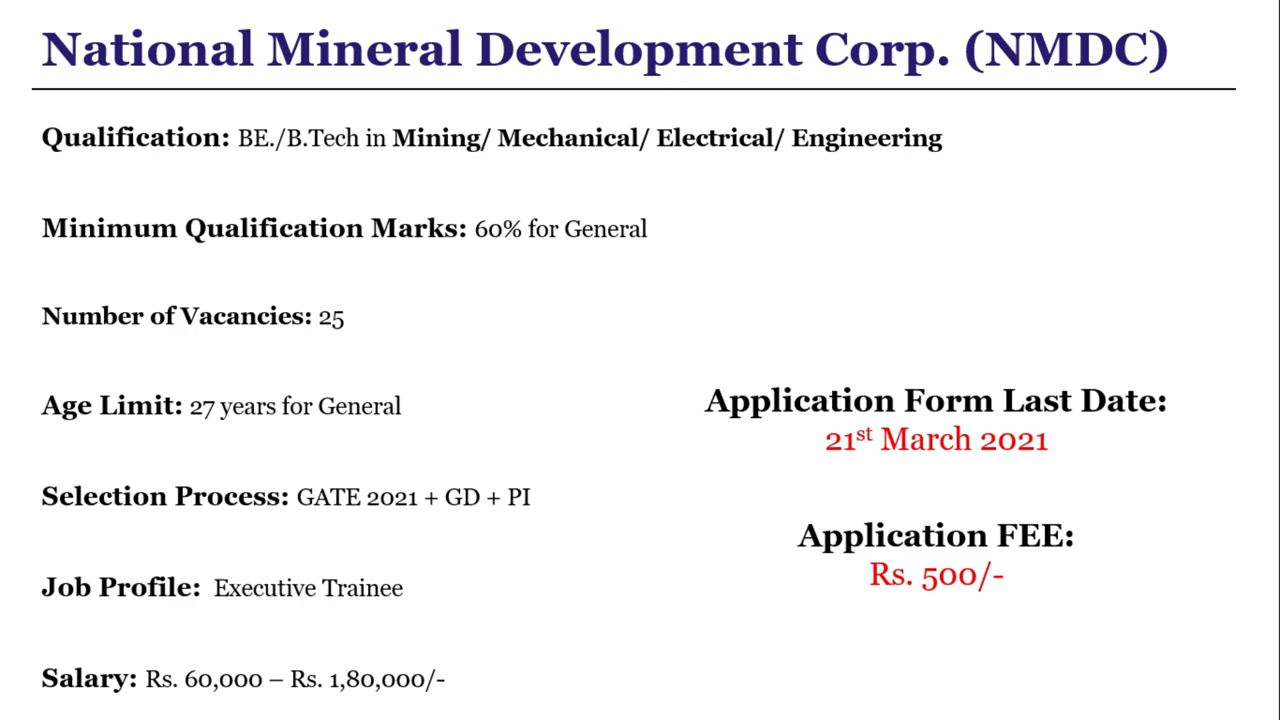 National Mineral Development Corp. (NMDC)
Qualification: BE./B.Tech in Mining/ Mechanical/ Electrical/ Engineering
Minimum Qualification Marks: 60% for General
Number of Vacancies: 25
Age Limit: 27 years for General
Selection Process: GATE 2021 + GD + PI
Job Profile: Executive Trainee
Salary: Rs. 60,000 – Rs. 1,80,000/-
Application Form Last Date:
21st March 2021
Application FEE:
Rs. 500/-